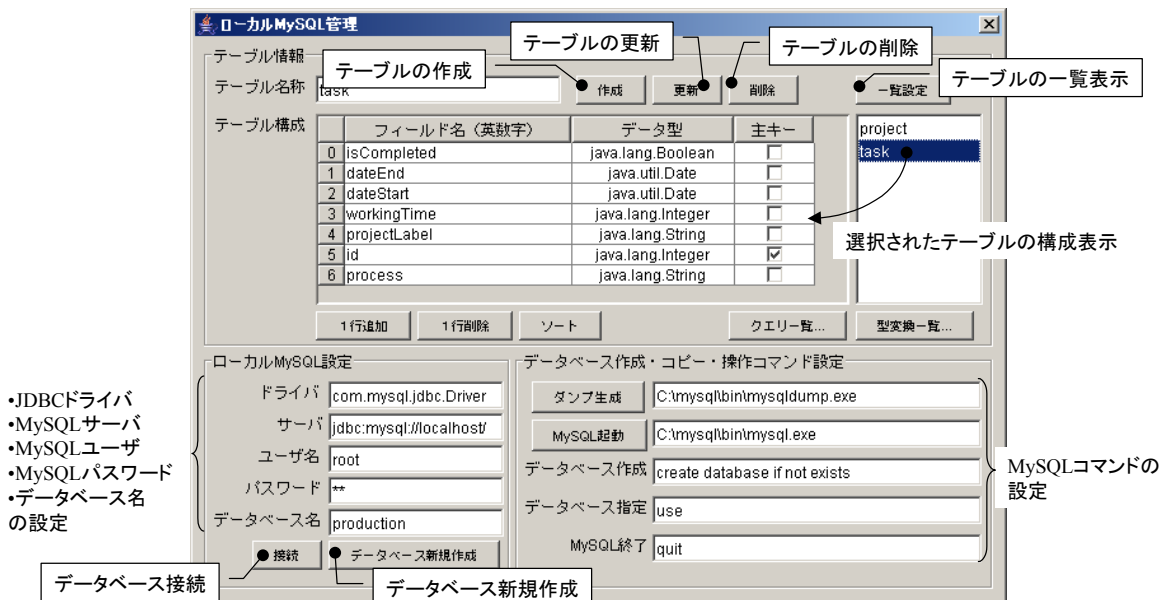 ローカルMySQL管理
テーブル情報
テーブルの作成
テーブルの更新
テーブルの削除
テーブルの一覧表示
テーブル名称 task 作成 更新 削除 一覧設定
テーブル構成
フィールド名（英数字） データ型 主キー
0 isCompleted java.lang.Boolean
1 dateEnd java.util.Date
2 dateStart java.util.Date
3 workingTime java.lang.Integer
4 projectLabel java.lang.String
5 id java.lang.Integer
6 process java.lang.String
project
task
選択されたテーブルの構成表示
1行追加 1行削除 ソート クエリ一覧... 型変換一覧...
ローカルMySQL設定
ドライバ com.mysql.jdbc.Driver
サーバ jdbc:mysql://localhost/
ユーザ名 root
パスワード **
データベース名 production
接続 データベース新規作成
データベース作成・コピー・操作コマンド設定
ダンプ生成 C:\mysql\bin\mysqldump.exe
MySQL起動 C:\mysql\bin\mysql.exe
データベース作成 create database if not exists
データベース指定 use
MySQL終了 quit
•JDBCドライバ
•MySQLサーバ
•MySQLユーザ
•MySQLパスワード
•データベース名
の設定
MySQLコマンドの
設定
データベース接続
データベース新規作成